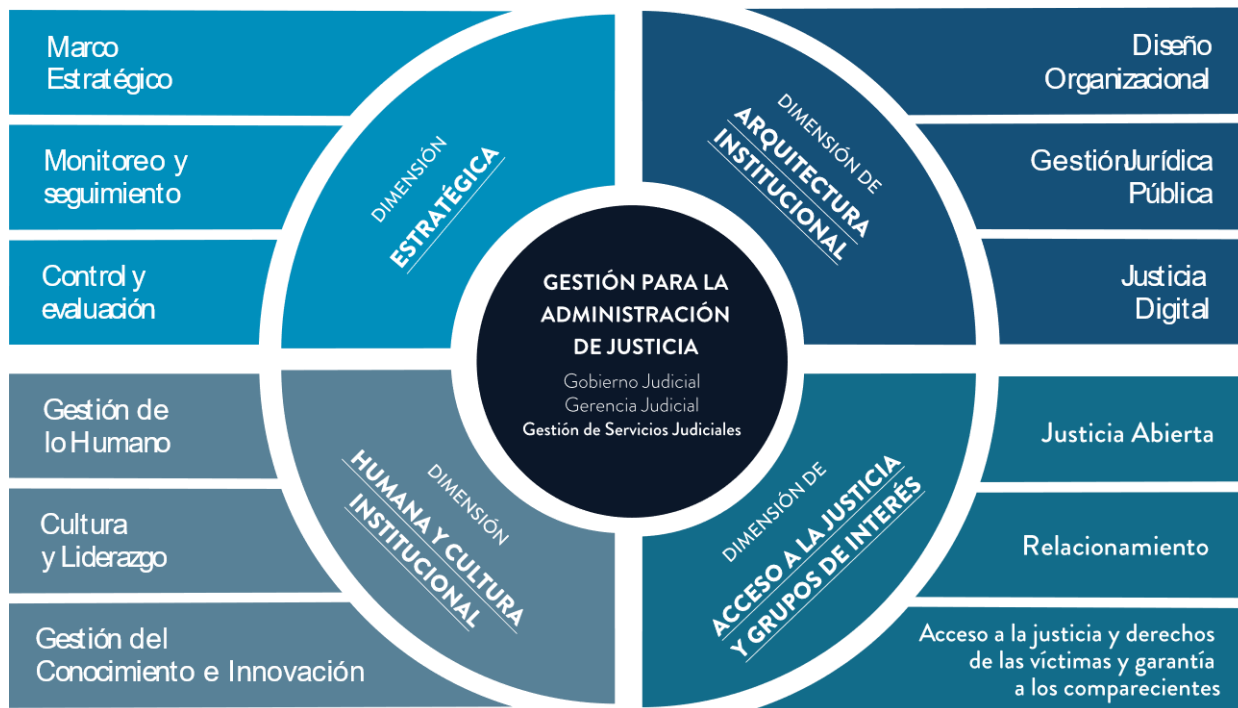 Marco
Estratégico
Monitoreo y
seguimiento
Control y
evaluación
DIMENSIÓN
ESTRATÉGICA
DIMENSIÓN DE
ARQUITECTURA
INSTITUCIONAL
Diseño
Organizacional
GestiónJurídica
Pública
Justicia
Digital
GESTIÓN PARA LA
ADMINISTRACIÓN
DE JUSTICIA
Gobierno Judicial
Gerencia Judicial
Gestión de Servicios Judiciales
Gestión de
lo Humano
Cultura
y Liderazgo
Gestión del
Conocimiento e Innovación
DIMENSIÓN
HUMANA Y CULTURA
INSTITUCIONAL
DIMENSIÓN DE
ACCESO A LA JUSTICIA
Y GRUPOS DE INTERÉS
Justicia Abierta
Relacionamiento
Acceso a la justicia y derechos
de las víctimas y garantía
a los comparecientes